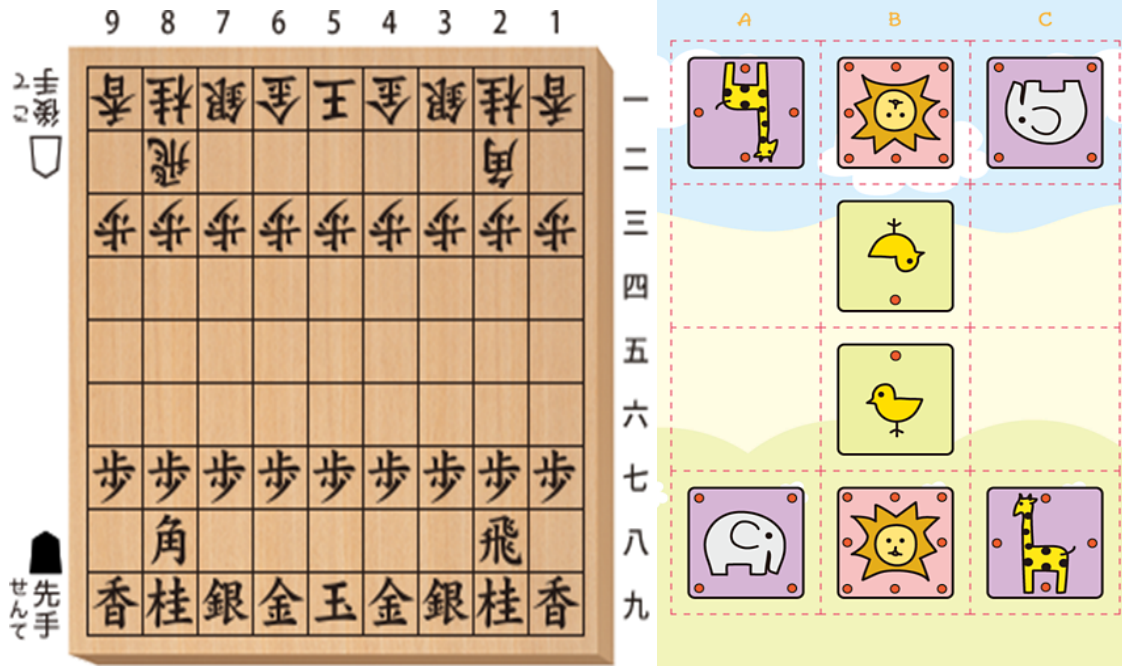 9 8 7 6 5 4 3 2 1
後手
ごて
香 桂 銀 金 王 金 銀 桂 香 一
飛 角 二
歩 歩 歩 歩 歩 歩 歩 歩 歩 三
四
五
六
歩 歩 歩 歩 歩 歩 歩 歩 歩 七
角 飛 八
香 桂 銀 金 玉 金 銀 桂 香 九
先手
せんて
A B C